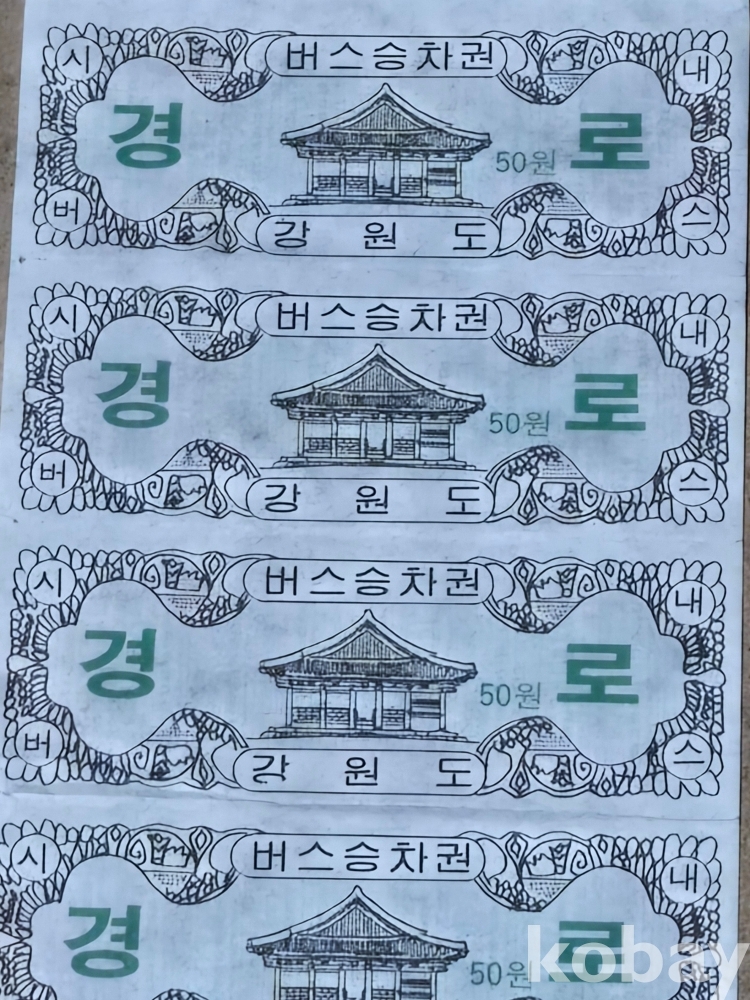 시 버스승차권 내
경 50원 로
버 강 원 도 스
시 버스승차권 내
경 50원 로
버 강 원 도 스
시 버스승차권 내
경 50원 로
버 강 원 도 스
시 버스승차권 내
경 50원 로
kobay